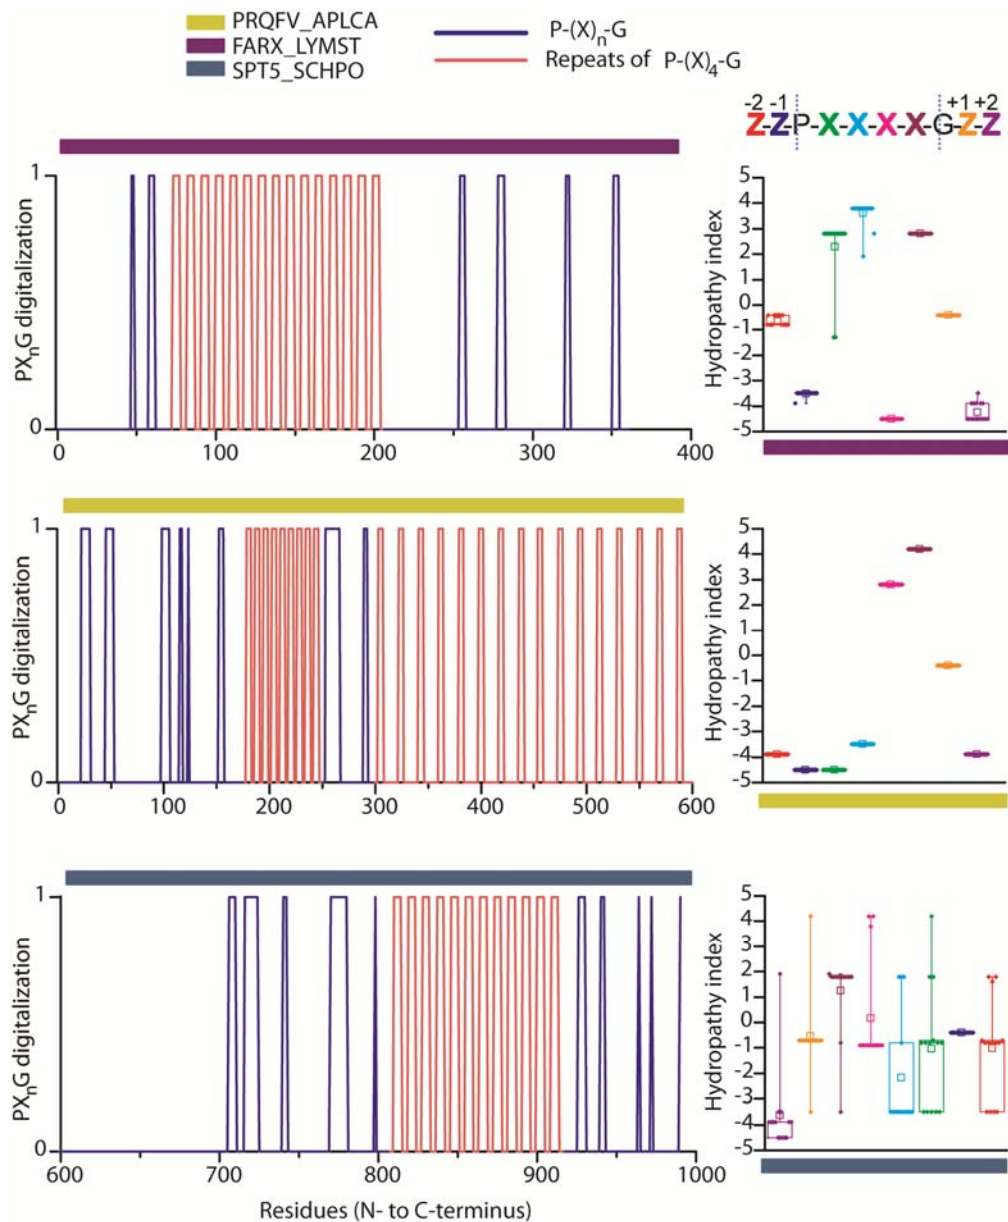 PRQFV_APLCA
FARX_LYMST
SPT5_SCHPO
P-(X)n-G
Repeats of P-(X)4-G
-2 -1 +1 +2
Z-Z-P-X-X-X-X-G-Z-Z
PXnG digitalization
1
0
0 100 200 300 400
Hydropathy index
5
4
3
2
1
0
-1
-2
-3
-4
-5
PXnG digitalization
1
0
0 100 200 300 400 500 600
Hydropathy index
5
4
3
2
1
0
-1
-2
-3
-4
-5
PXnG digitalization
1
0
600 700 800 900 1000
Residues (N- to C-terminus)
Hydropathy index
5
4
3
2
1
0
-1
-2
-3
-4
-5